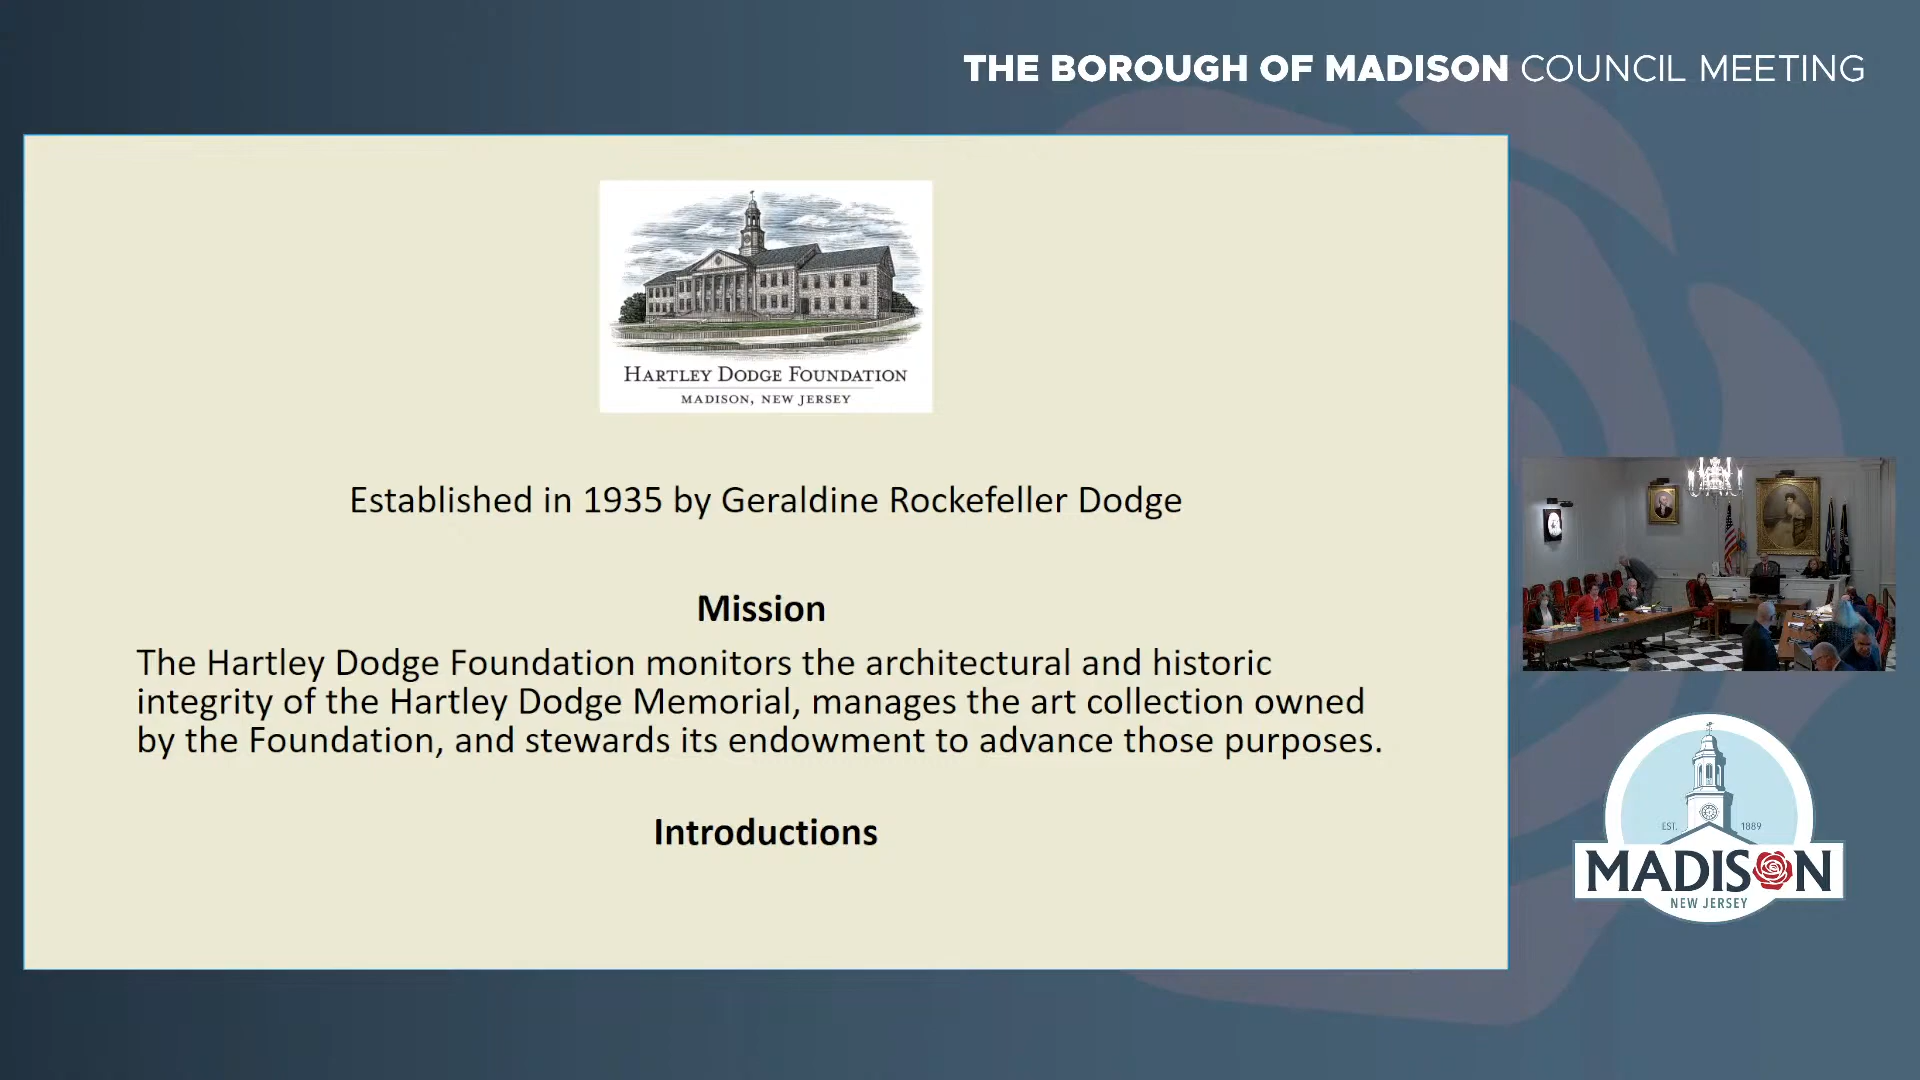 THE BOROUGH OF MADISON COUNCIL MEETING
HARTLEY DODGE FOUNDATION
MADISON, NEW JERSEY
Established in 1935 by Geraldine Rockefeller Dodge
Mission
The Hartley Dodge Foundation monitors the architectural and historic
integrity of the Hartley Dodge Memorial, manages the art collection owned
by the Foundation, and stewards its endowment to advance those purposes.
Introductions
EST. 1889
MADISON
NEW JERSEY